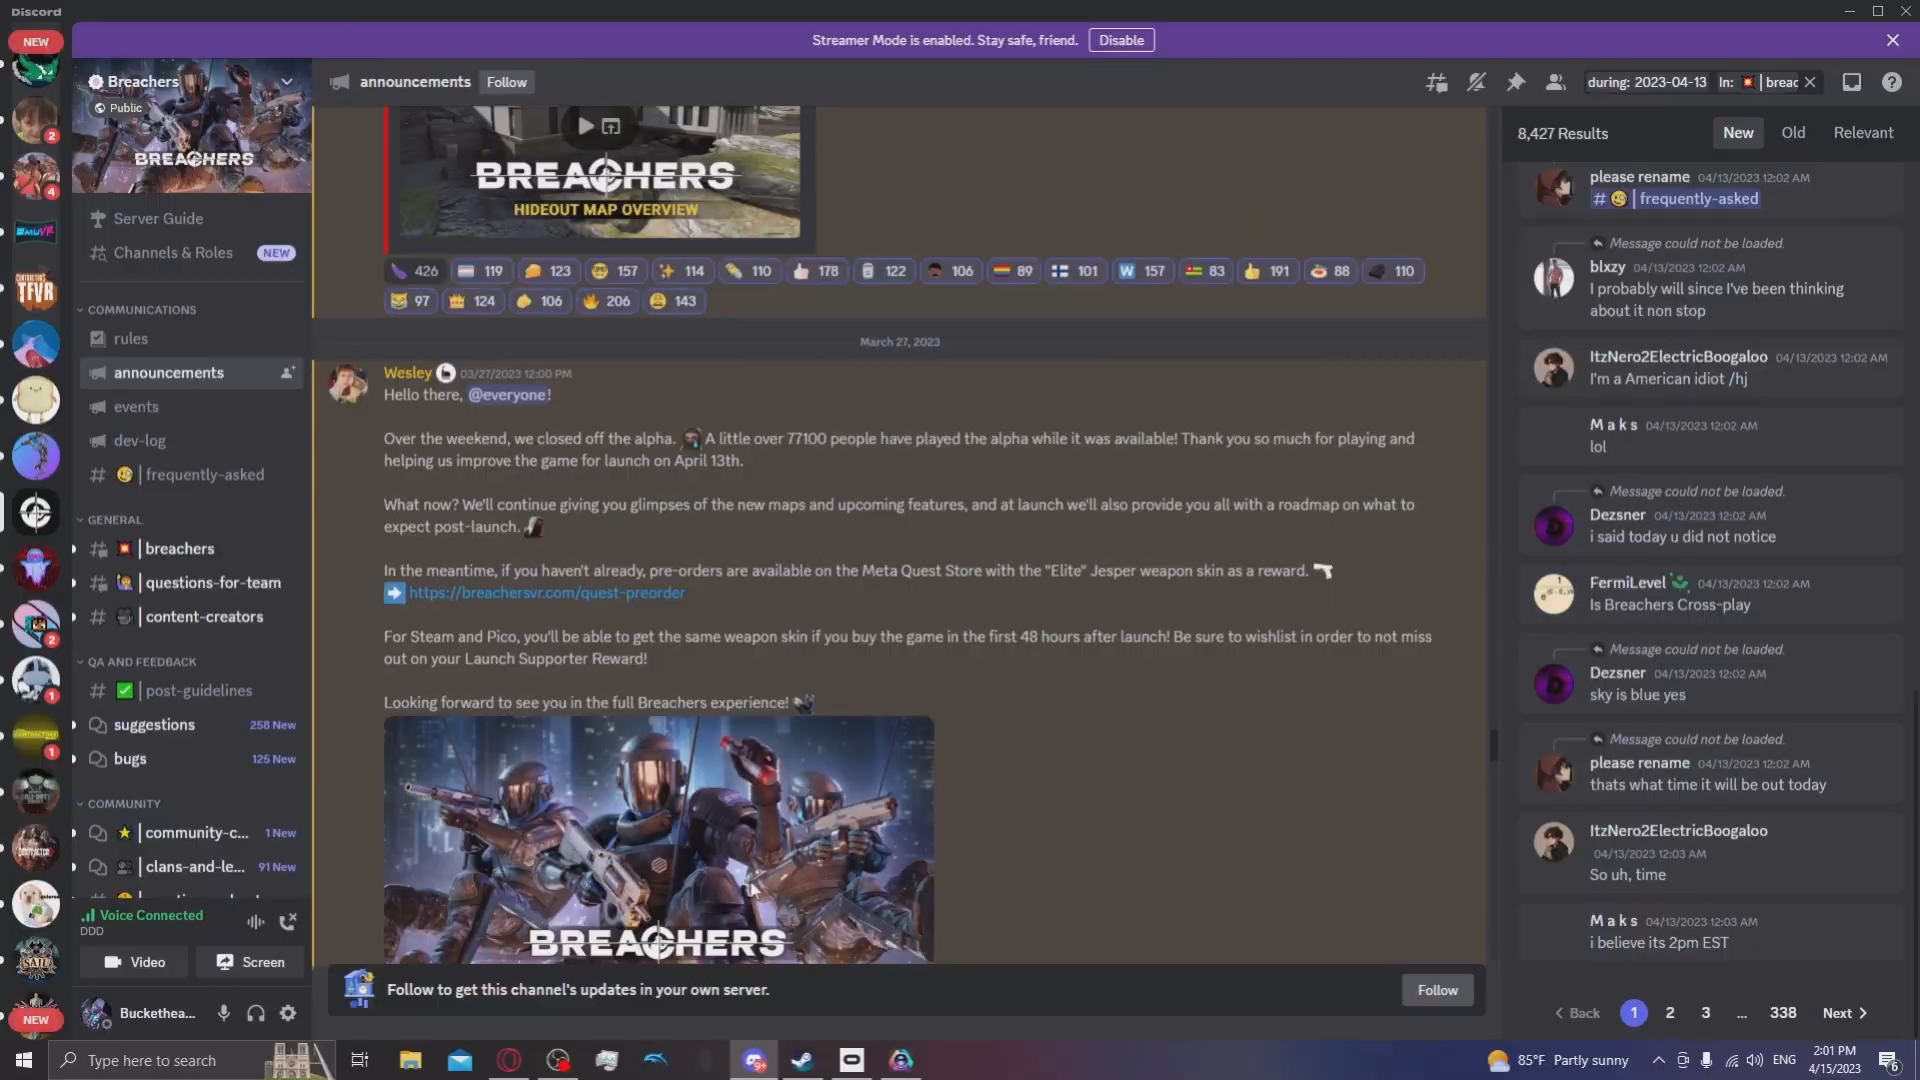 Discord
NEW
Streamer Mode is enabled. Stay safe, friend.
Disable
Breachers
Public
BREACHERS
Server Guide
Channels & Roles
NEW
COMMUNICATIONS
rules
announcements
events
dev-log
frequently-asked
GENERAL
breachers
questions-for-team
content-creators
QA AND FEEDBACK
post-guidelines
suggestions 258 New
bugs 125 New
COMMUNITY
community-c... 1 New
clans-and-le... 91 New
Voice Connected
DDD
Video
Screen
Buckethea...
2
4
TFVR
2
1
1
SAIL
NEW
announcements
Follow
BREACHERS
HIDEOUT MAP OVERVIEW
426 119 123 157 114 110 178 122 106 89 101 W 157 83 191 88 110
97 124 106 206 143
March 27, 2023
Wesley 03/27/2023 12:00 PM
Hello there, @everyone!
Over the weekend, we closed off the alpha. A little over 77100 people have played the alpha while it was available! Thank you so much for playing and
helping us improve the game for launch on April 13th.
What now? We'll continue giving you glimpses of the new maps and upcoming features, and at launch we'll also provide you all with a roadmap on what to
expect post-launch.
In the meantime, if you haven't already, pre-orders are available on the Meta Quest Store with the "Elite" Jesper weapon skin as a reward.
https://breachersvr.com/quest-preorder
For Steam and Pico, you'll be able to get the same weapon skin if you buy the game in the first 48 hours after launch! Be sure to wishlist in order to not miss
out on your Launch Supporter Reward!
Looking forward to see you in the full Breachers experience!
BREACHERS
Follow to get this channel's updates in your own server.
Follow
during: 2023-04-13 In: | breac
8,427 Results
New
Old
Relevant
please rename 04/13/2023 12:02 AM
# | frequently-asked
Message could not be loaded.
blxzy 04/13/2023 12:02 AM
I probably will since I've been thinking
about it non stop
ItzNero2ElectricBoogaloo 04/13/2023 12:02 AM
I'm a American idiot /hj
M a k s 04/13/2023 12:02 AM
lol
Message could not be loaded.
Dezsner 04/13/2023 12:02 AM
i said today u did not notice
FermiLevel 04/13/2023 12:02 AM
Is Breachers Cross-play
Message could not be loaded.
Dezsner 04/13/2023 12:02 AM
sky is blue yes
Message could not be loaded.
please rename 04/13/2023 12:02 AM
thats what time it will be out today
ItzNero2ElectricBoogaloo
04/13/2023 12:03 AM
So uh, time
M a k s 04/13/2023 12:03 AM
i believe its 2pm EST
Back 1 2 3 ... 338 Next
Type here to search
9+
85°F Partly sunny
ENG
2:01 PM
4/15/2023
6